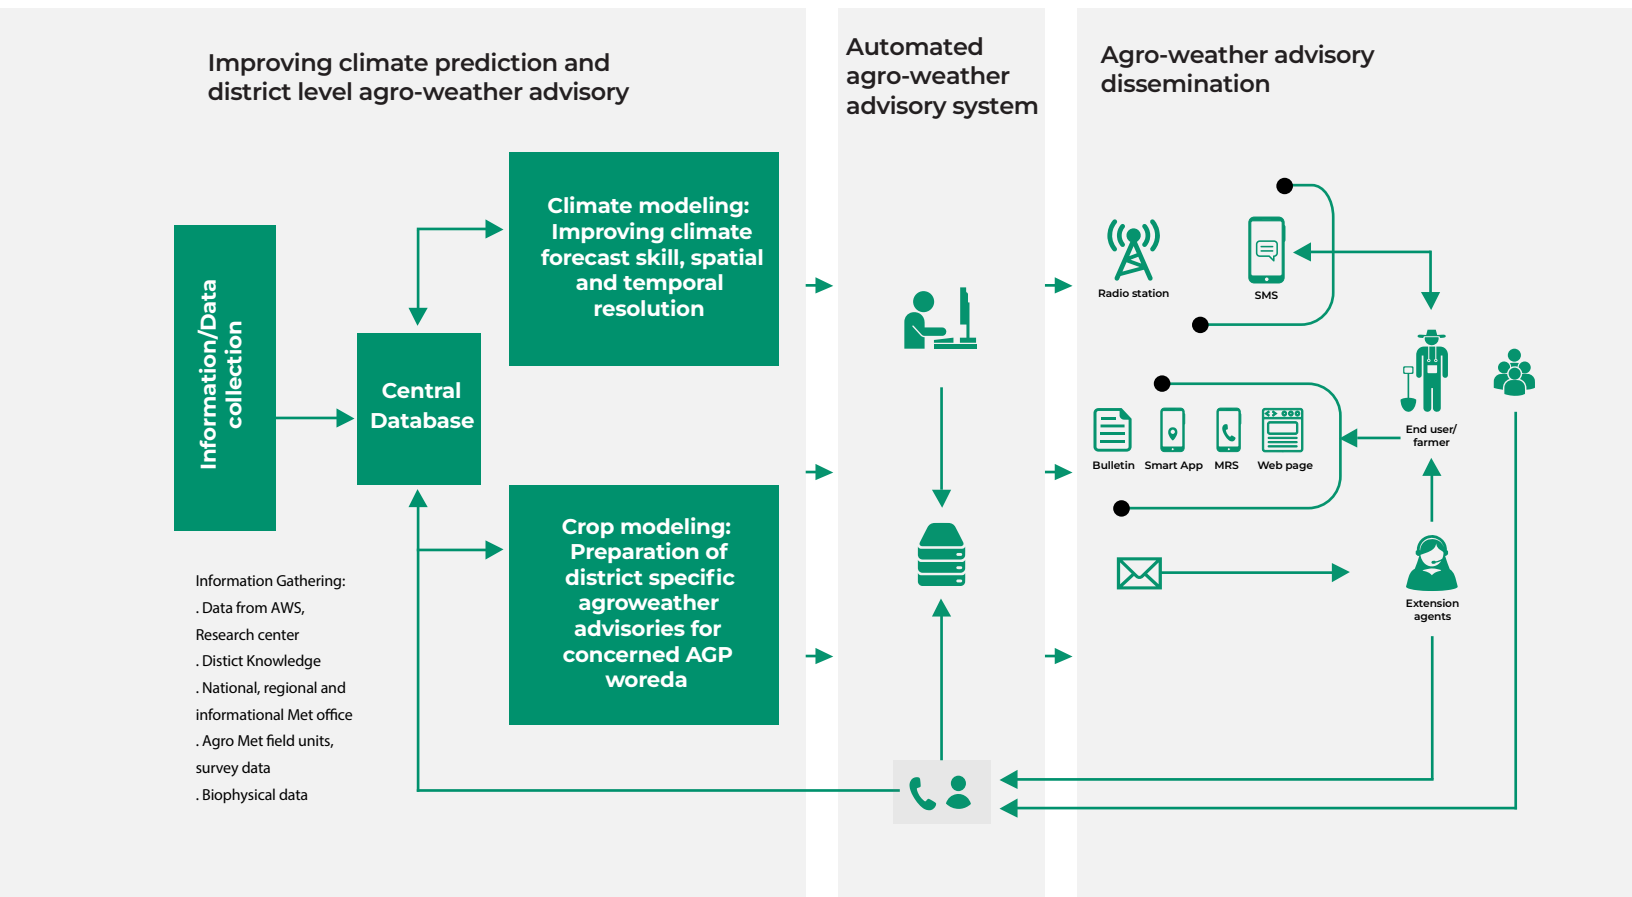 Improving climate prediction and
district level agro-weather advisory
Information/Data
collection
Central
Database
Climate modeling:
Improving climate
forecast skill, spatial
and temporal
resolution
Crop modeling:
Preparation of
district specific
agroweather
advisories for
concerned AGP
woreda
Information Gathering:
. Data from AWS,
Research center
. Distict Knowledge
. National, regional and
informational Met office
. Agro Met field units,
survey data
. Biophysical data
Automated
agro-weather
advisory system
Agro-weather advisory
dissemination
Radio station
SMS
Bulletin
Smart App
MRS
Web page
End user/
farmer
Extension
agents